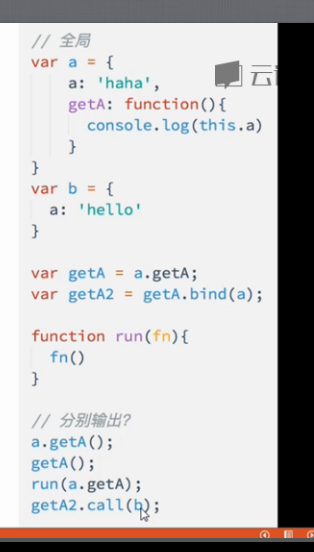 // 全局
var a = {
a: 'haha',
getA: function(){
console.log(this.a)
}
}
var b = {
a: 'hello'
}
var getA = a.getA;
var getA2 = getA.bind(a);
function run(fn){
fn()
}
// 分别输出?
a.getA();
getA();
run(a.getA);
getA2.call(b);
云